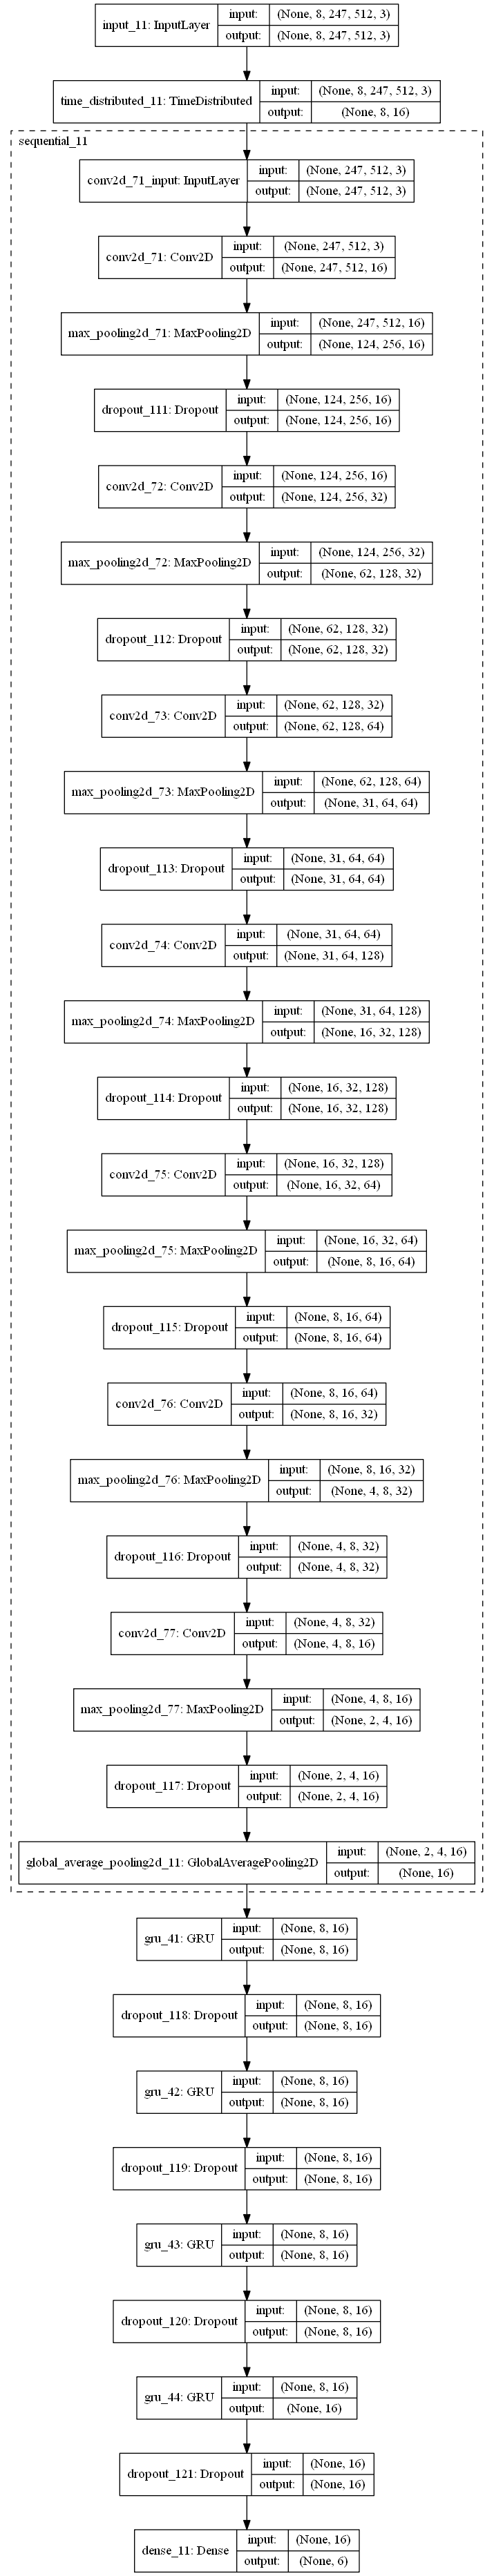 input_11: InputLayer input: (None, 8, 247, 512, 3)
output: (None, 8, 247, 512, 3)
time_distributed_11: TimeDistributed input: (None, 8, 247, 512, 3)
output: (None, 8, 16)
sequential_11
conv2d_71_input: InputLayer input: (None, 247, 512, 3)
output: (None, 247, 512, 3)
conv2d_71: Conv2D input: (None, 247, 512, 3)
output: (None, 247, 512, 16)
max_pooling2d_71: MaxPooling2D input: (None, 247, 512, 16)
output: (None, 124, 256, 16)
dropout_111: Dropout input: (None, 124, 256, 16)
output: (None, 124, 256, 16)
conv2d_72: Conv2D input: (None, 124, 256, 16)
output: (None, 124, 256, 32)
max_pooling2d_72: MaxPooling2D input: (None, 124, 256, 32)
output: (None, 62, 128, 32)
dropout_112: Dropout input: (None, 62, 128, 32)
output: (None, 62, 128, 32)
conv2d_73: Conv2D input: (None, 62, 128, 32)
output: (None, 62, 128, 64)
max_pooling2d_73: MaxPooling2D input: (None, 62, 128, 64)
output: (None, 31, 64, 64)
dropout_113: Dropout input: (None, 31, 64, 64)
output: (None, 31, 64, 64)
conv2d_74: Conv2D input: (None, 31, 64, 64)
output: (None, 31, 64, 128)
max_pooling2d_74: MaxPooling2D input: (None, 31, 64, 128)
output: (None, 16, 32, 128)
dropout_114: Dropout input: (None, 16, 32, 128)
output: (None, 16, 32, 128)
conv2d_75: Conv2D input: (None, 16, 32, 128)
output: (None, 16, 32, 64)
max_pooling2d_75: MaxPooling2D input: (None, 16, 32, 64)
output: (None, 8, 16, 64)
dropout_115: Dropout input: (None, 8, 16, 64)
output: (None, 8, 16, 64)
conv2d_76: Conv2D input: (None, 8, 16, 64)
output: (None, 8, 16, 32)
max_pooling2d_76: MaxPooling2D input: (None, 8, 16, 32)
output: (None, 4, 8, 32)
dropout_116: Dropout input: (None, 4, 8, 32)
output: (None, 4, 8, 32)
conv2d_77: Conv2D input: (None, 4, 8, 32)
output: (None, 4, 8, 16)
max_pooling2d_77: MaxPooling2D input: (None, 4, 8, 16)
output: (None, 2, 4, 16)
dropout_117: Dropout input: (None, 2, 4, 16)
output: (None, 2, 4, 16)
global_average_pooling2d_11: GlobalAveragePooling2D input: (None, 2, 4, 16)
output: (None, 16)
gru_41: GRU input: (None, 8, 16)
output: (None, 8, 16)
dropout_118: Dropout input: (None, 8, 16)
output: (None, 8, 16)
gru_42: GRU input: (None, 8, 16)
output: (None, 8, 16)
dropout_119: Dropout input: (None, 8, 16)
output: (None, 8, 16)
gru_43: GRU input: (None, 8, 16)
output: (None, 8, 16)
dropout_120: Dropout input: (None, 8, 16)
output: (None, 8, 16)
gru_44: GRU input: (None, 8, 16)
output: (None, 16)
dropout_121: Dropout input: (None, 16)
output: (None, 16)
dense_11: Dense input: (None, 16)
output: (None, 6)